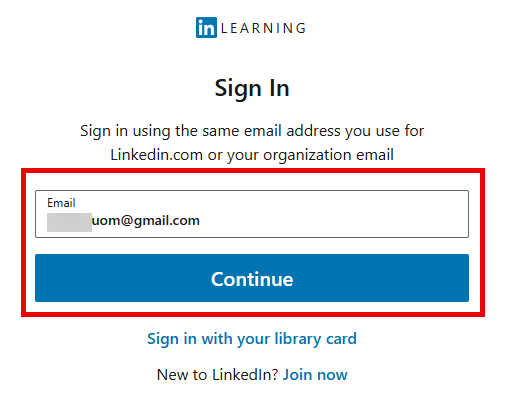 in LEARNING
Sign In
Sign in using the same email address you use for
Linkedin.com or your organization email
Email
uom@gmail.com
Continue
Sign in with your library card
New to LinkedIn? Join now